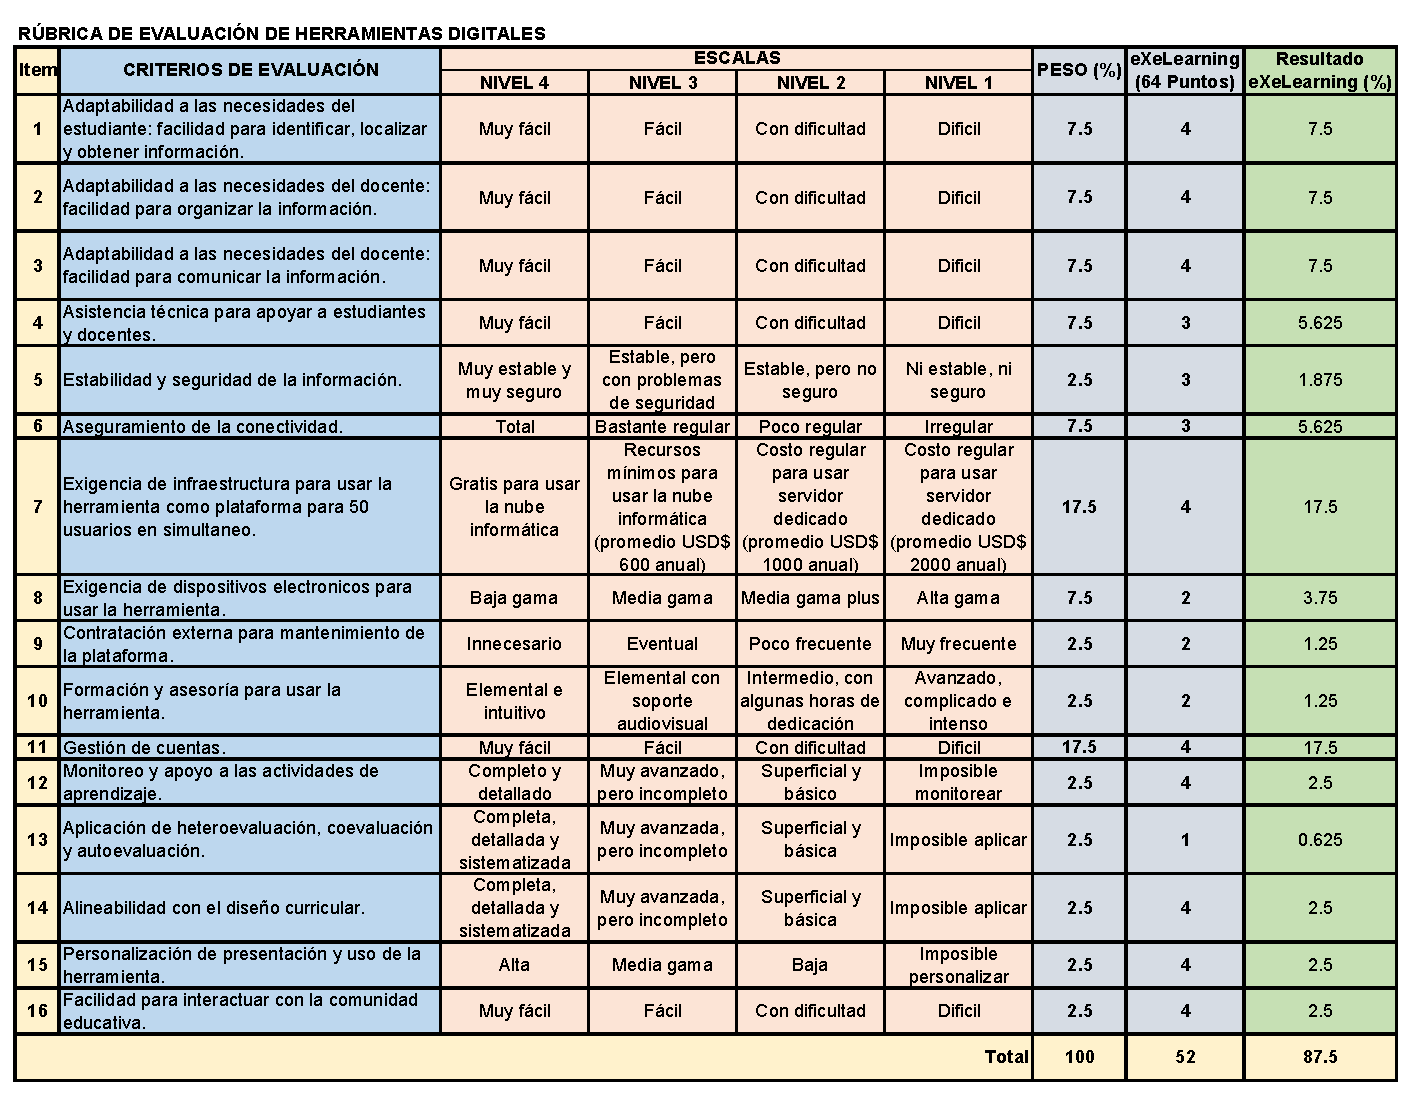 RÚBRICA DE EVALUACIÓN DE HERRAMIENTAS DIGITALES
Item
CRITERIOS DE EVALUACIÓN
ESCALAS
NIVEL 4
NIVEL 3
NIVEL 2
NIVEL 1
PESO (%)
eXeLearning
(64 Puntos)
Resultado
eXeLearning (%)
1
Adaptabilidad a las necesidades del
estudiante: facilidad para identificar, localizar
y obtener información.
Muy fácil
Fácil
Con dificultad
Dificil
7.5
4
7.5
2
Adaptabilidad a las necesidades del docente:
facilidad para organizar la información.
Muy fácil
Fácil
Con dificultad
Dificil
7.5
4
7.5
3
Adaptabilidad a las necesidades del docente:
facilidad para comunicar la información.
Muy fácil
Fácil
Con dificultad
Dificil
7.5
4
7.5
4
Asistencia técnica para apoyar a estudiantes
y docentes.
Muy fácil
Fácil
Con dificultad
Dificil
7.5
3
5.625
5
Estabilidad y seguridad de la información.
Muy estable y
muy seguro
Estable, pero
con problemas
de seguridad
Estable, pero no
seguro
Ni estable, ni
seguro
2.5
3
1.875
6
Aseguramiento de la conectividad.
Total
Bastante regular
Poco regular
Irregular
7.5
3
5.625
7
Exigencia de infraestructura para usar la
herramienta como plataforma para 50
usuarios en simultaneo.
Gratis para usar
la nube
informática
Recursos
mínimos para
usar la nube
informática
(promedio USD$
600 anual)
Costo regular
para usar
servidor
dedicado
(promedio USD$
1000 anual)
Costo regular
para usar
servidor
dedicado
(promedio USD$
2000 anual)
17.5
4
17.5
8
Exigencia de dispositivos electronicos para
usar la herramienta.
Baja gama
Media gama
Media gama plus
Alta gama
7.5
2
3.75
9
Contratación externa para mantenimiento de
la plataforma.
Innecesario
Eventual
Poco frecuente
Muy frecuente
2.5
2
1.25
10
Formación y asesoría para usar la
herramienta.
Elemental e
intuitivo
Elemental con
soporte
audiovisual
Intermedio, con
algunas horas de
dedicación
Avanzado,
complicado e
intenso
2.5
2
1.25
11
Gestión de cuentas.
Muy fácil
Fácil
Con dificultad
Dificil
17.5
4
17.5
12
Monitoreo y apoyo a las actividades de
aprendizaje.
Completo y
detallado
Muy avanzado,
pero incompleto
Superficial y
básico
Imposible
monitorear
2.5
4
2.5
13
Aplicación de heteroevaluación, coevaluación
y autoevaluación.
Completa,
detallada y
sistematizada
Muy avanzada,
pero incompleto
Superficial y
básica
Imposible aplicar
2.5
1
0.625
14
Alineabilidad con el diseño curricular.
Completa,
detallada y
sistematizada
Muy avanzada,
pero incompleto
Superficial y
básica
Imposible aplicar
2.5
4
2.5
15
Personalización de presentación y uso de la
herramienta.
Alta
Media gama
Baja
Imposible
personalizar
2.5
4
2.5
16
Facilidad para interactuar con la comunidad
educativa.
Muy fácil
Fácil
Con dificultad
Dificil
2.5
4
2.5
Total
100
52
87.5